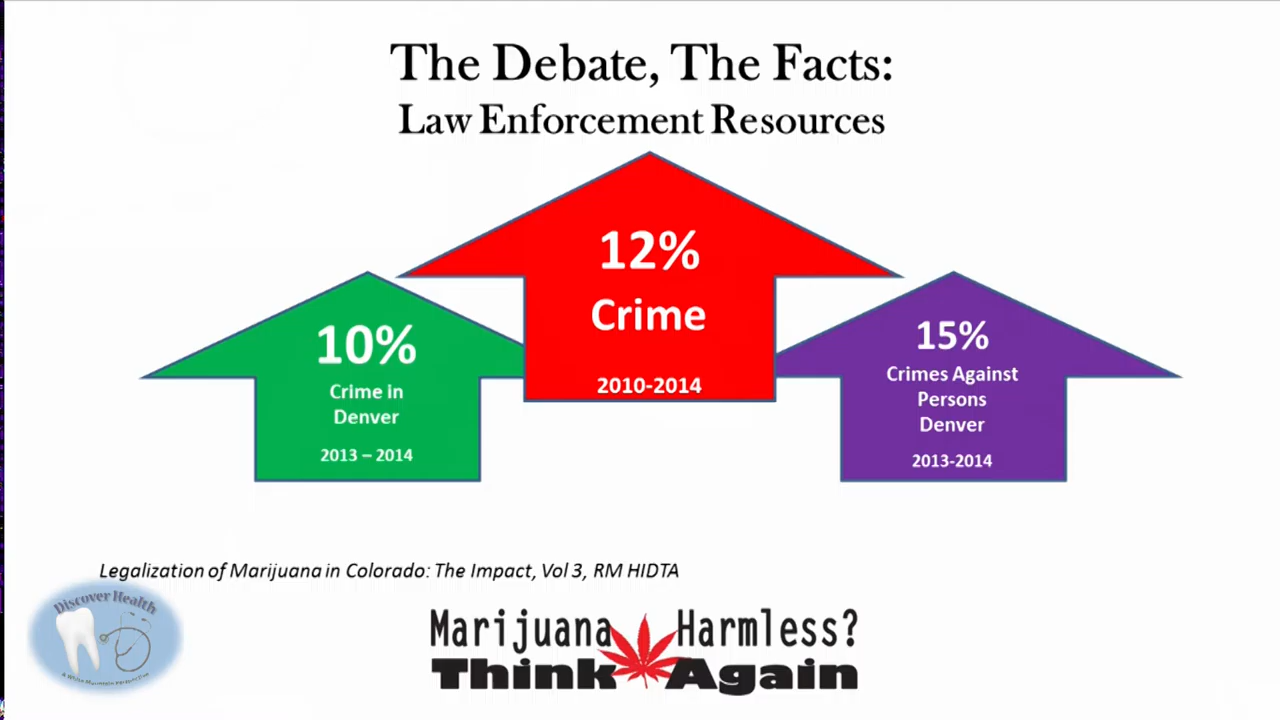 The Debate, The Facts:
Law Enforcement Resources
12%
Crime
2010-2014
10%
Crime in
Denver
2013 – 2014
15%
Crimes Against
Persons
Denver
2013-2014
Legalization of Marijuana in Colorado: The Impact, Vol 3, RM HIDTA
Discover Health
Marijuana Harmless?
Think Again